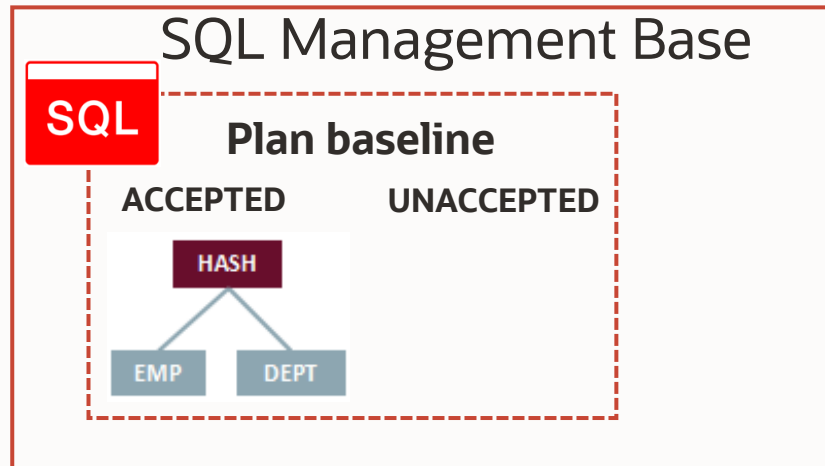 SQL Management Base
SQL
Plan baseline
ACCEPTED UNACCEPTED
HASH
EMP DEPT